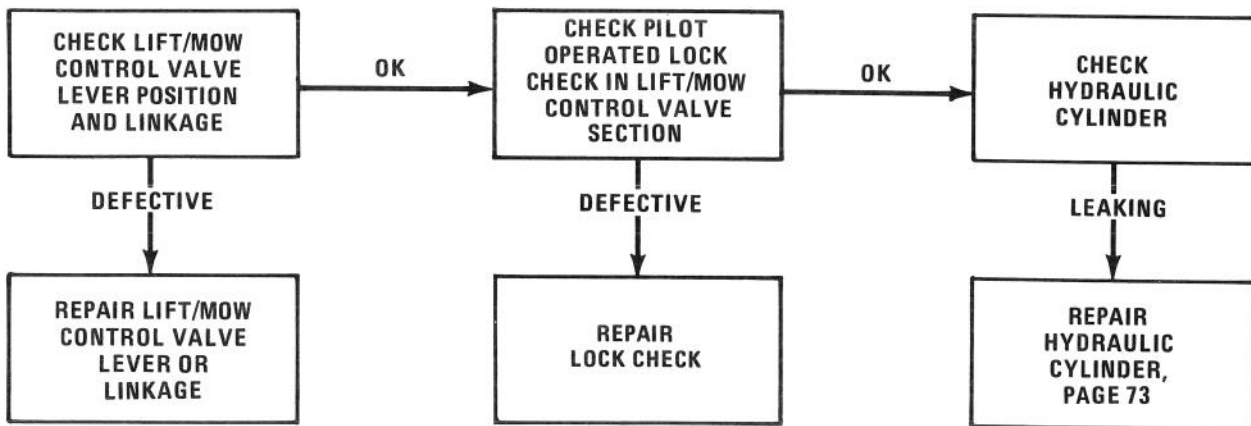 CHECK LIFT/MOW
CONTROL VALVE
LEVER POSITION
AND LINKAGE
OK
CHECK PILOT
OPERATED LOCK
CHECK IN LIFT/MOW
CONTROL VALVE
SECTION
OK
CHECK
HYDRAULIC
CYLINDER
DEFECTIVE
DEFECTIVE
LEAKING
REPAIR LIFT/MOW
CONTROL VALVE
LEVER OR
LINKAGE
REPAIR
LOCK CHECK
REPAIR
HYDRAULIC
CYLINDER,
PAGE 73